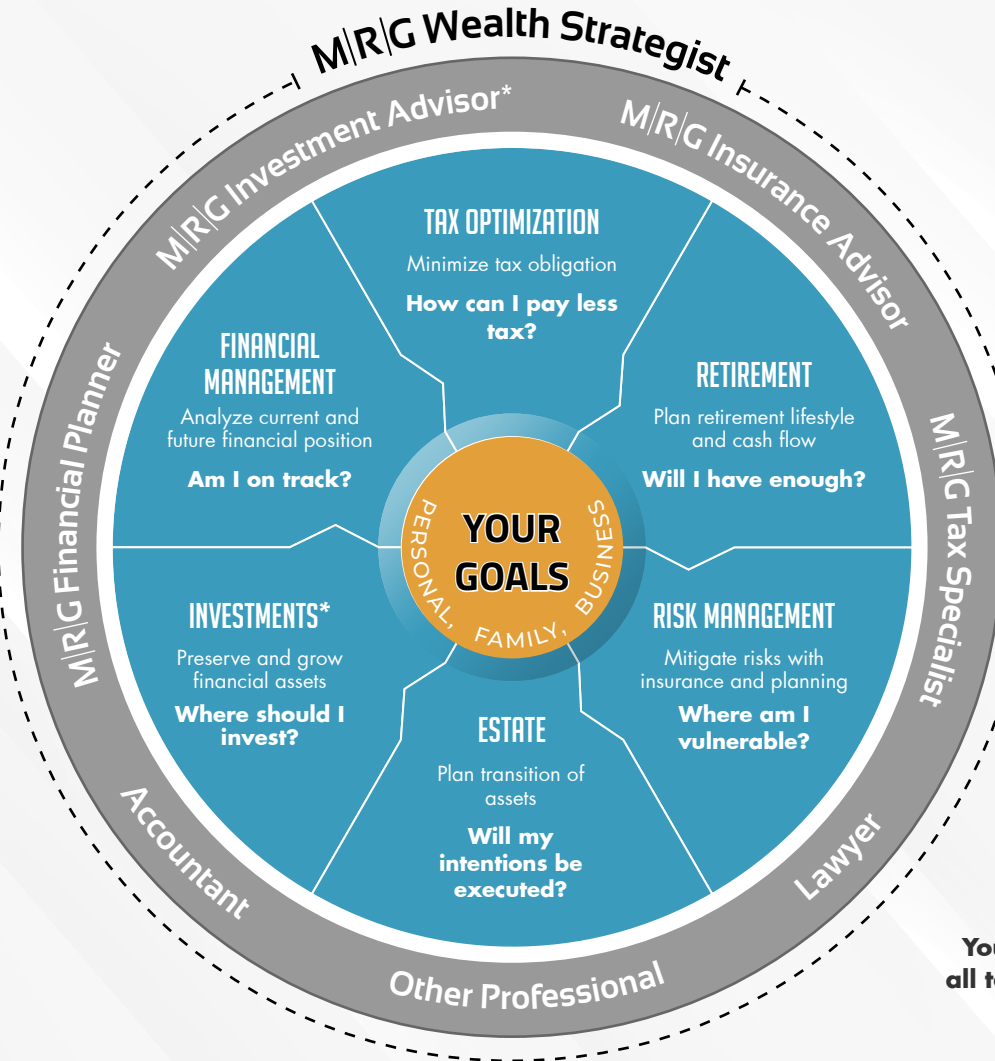 M|R|G Wealth Strategist
M|R|G Investment Advisor*
M|R|G Insurance Advisor
M|R|G Tax Specialist
Lawyer
Other Professional
Accountant
M|R|G Financial Planner
TAX OPTIMIZATION
Minimize tax obligation
How can I pay less
tax?
RETIREMENT
Plan retirement lifestyle
and cash flow
Will I have enough?
RISK MANAGEMENT
Mitigate risks with
insurance and planning
Where am I
vulnerable?
ESTATE
Plan transition of
assets
Will my
intentions be
executed?
INVESTMENTS*
Preserve and grow
financial assets
Where should I
invest?
FINANCIAL
MANAGEMENT
Analyze current and
future financial position
Am I on track?
YOUR
GOALS
PERSONAL, FAMILY, BUSINESS
all